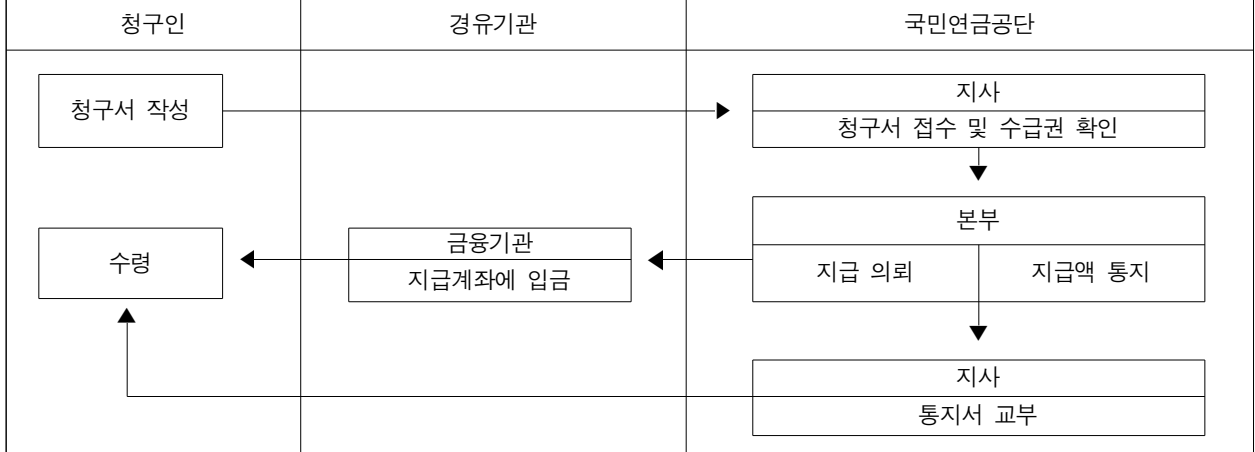 청구인
경유기관
국민연금공단
청구서 작성
지사
청구서 접수 및 수급권 확인
본부
지급 의뢰
지급액 통지
금융기관
지급계좌에 입금
수령
지사
통지서 교부